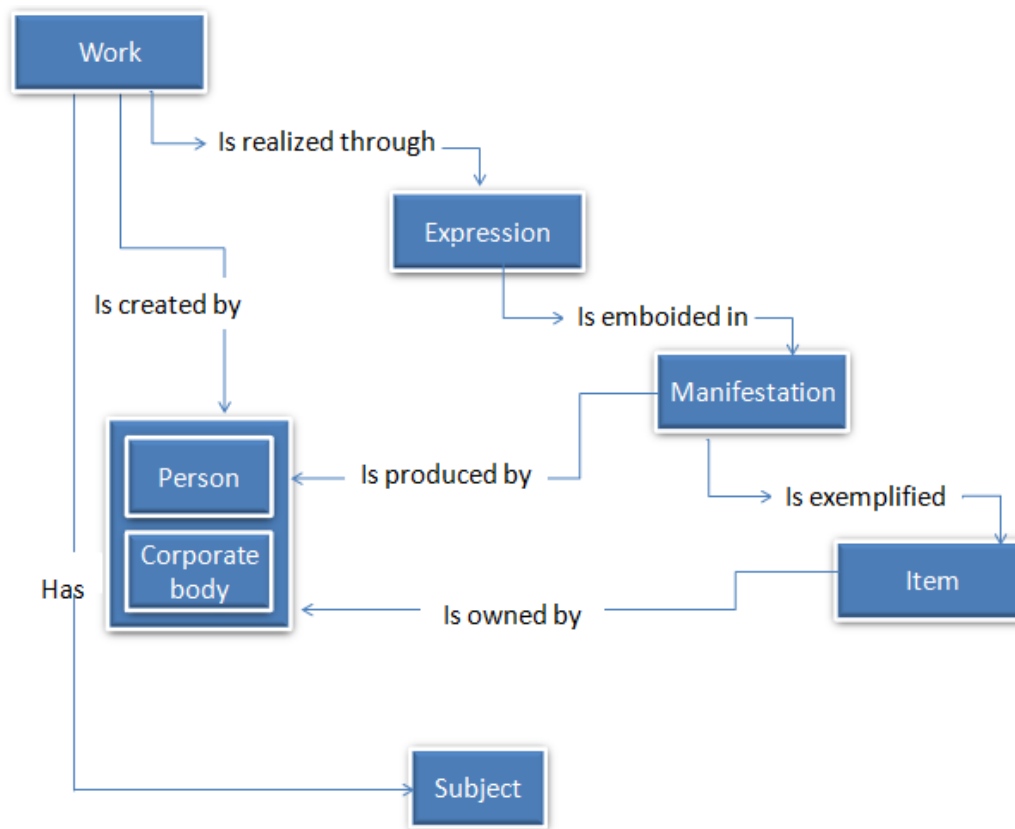 Work
Is realized through
Expression
Is created by
Is emboided in
Manifestation
Person
Is produced by
Is exemplified
Corporate
body
Has
Item
Is owned by
Subject